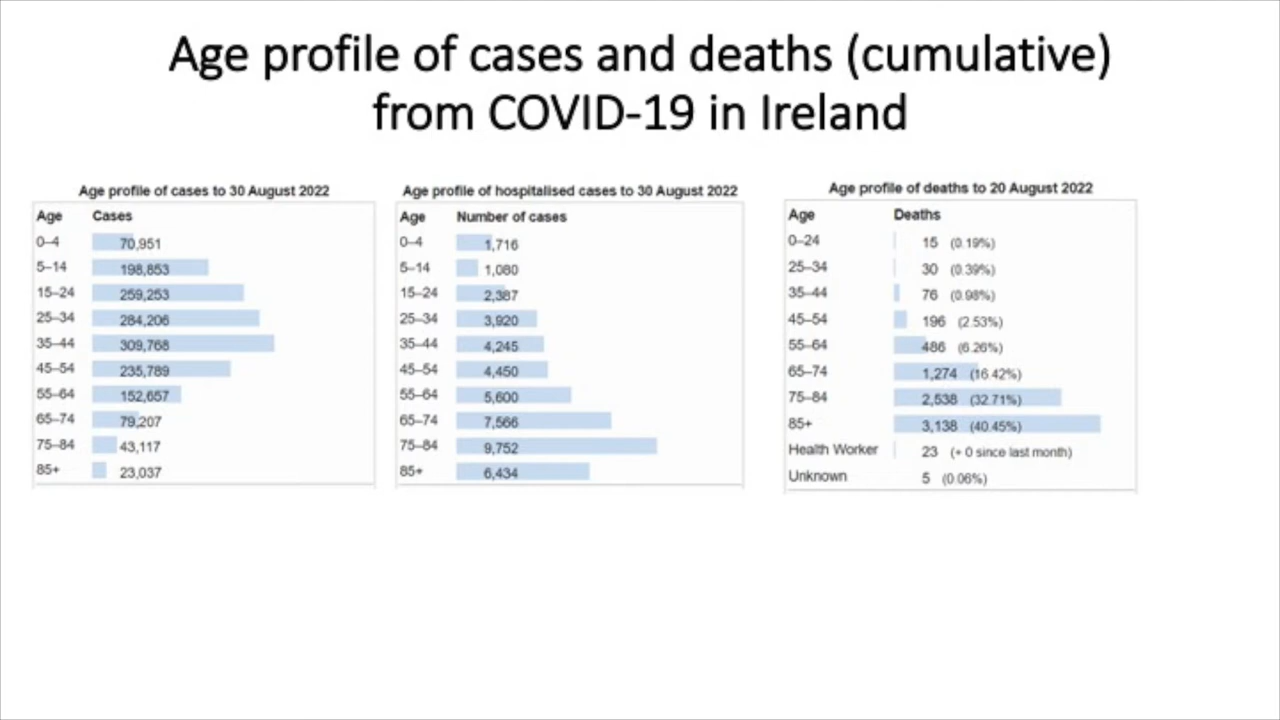 Age profile of cases and deaths (cumulative)
from COVID-19 in Ireland
Age profile of cases to 30 August 2022
Age Cases
0–4 70,951
5–14 198,853
15–24 259,253
25–34 284,206
35–44 309,768
45–54 235,789
55–64 152,657
65–74 79,207
75–84 43,117
85+ 23,037
Age profile of hospitalised cases to 30 August 2022
Age Number of cases
0–4 1,716
5–14 1,080
15–24 2,387
25–34 3,920
35–44 4,245
45–54 4,450
55–64 5,600
65–74 7,566
75–84 9,752
85+ 6,434
Age profile of deaths to 20 August 2022
Age Deaths
0–24 15 (0.19%)
25–34 30 (0.39%)
35–44 76 (0.98%)
45–54 196 (2.53%)
55–64 486 (6.26%)
65–74 1,274 (16.42%)
75–84 2,538 (32.71%)
85+ 3,138 (40.45%)
Health Worker 23 (+ 0 since last month)
Unknown 5 (0.06%)